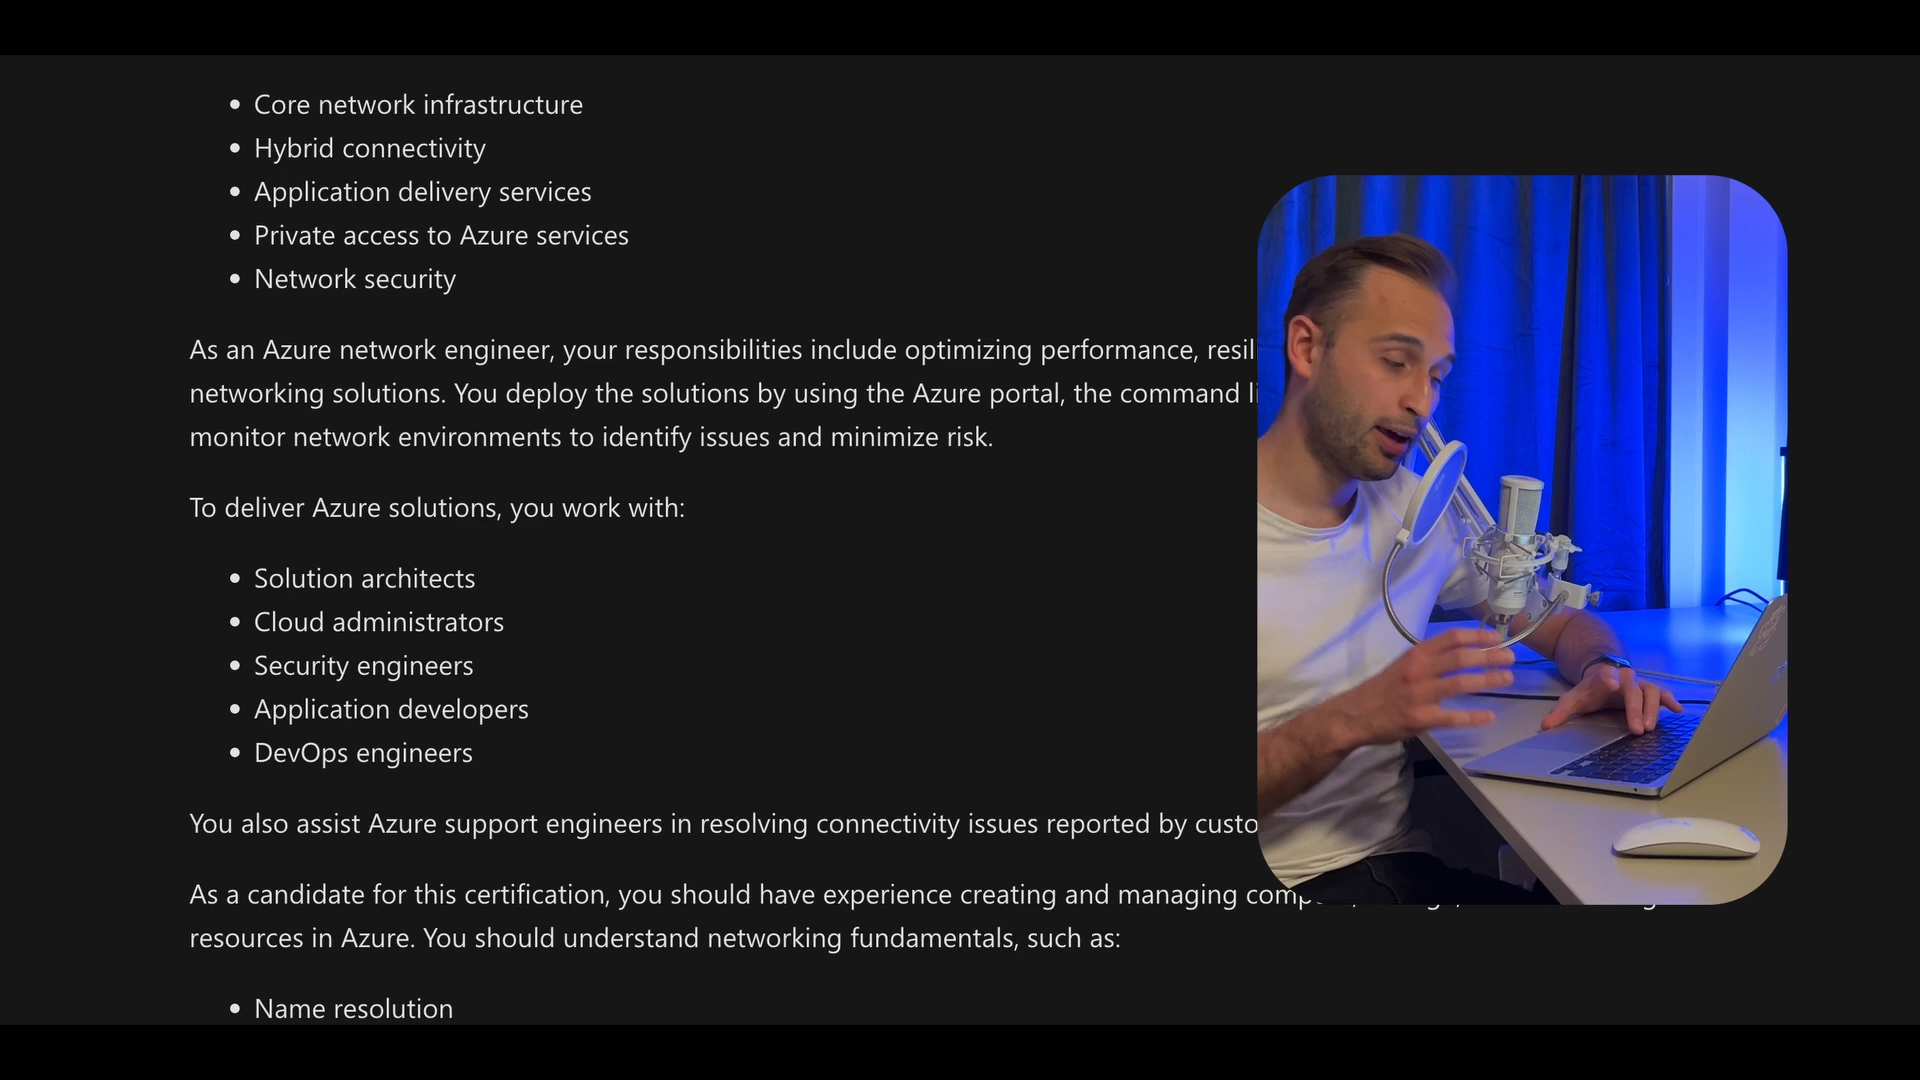 • Core network infrastructure
• Hybrid connectivity
• Application delivery services
• Private access to Azure services
• Network security
As an Azure network engineer, your responsibilities include optimizing performance,
networking solutions. You deploy the solutions by using the Azure portal, the command
monitor network environments to identify issues and minimize risk.
To deliver Azure solutions, you work with:
• Solution architects
• Cloud administrators
• Security engineers
• Application developers
• DevOps engineers
You also assist Azure support engineers in resolving connectivity issues reported by
As a candidate for this certification, you should have experience creating and managing
resources in Azure. You should understand networking fundamentals, such as:
• Name resolution